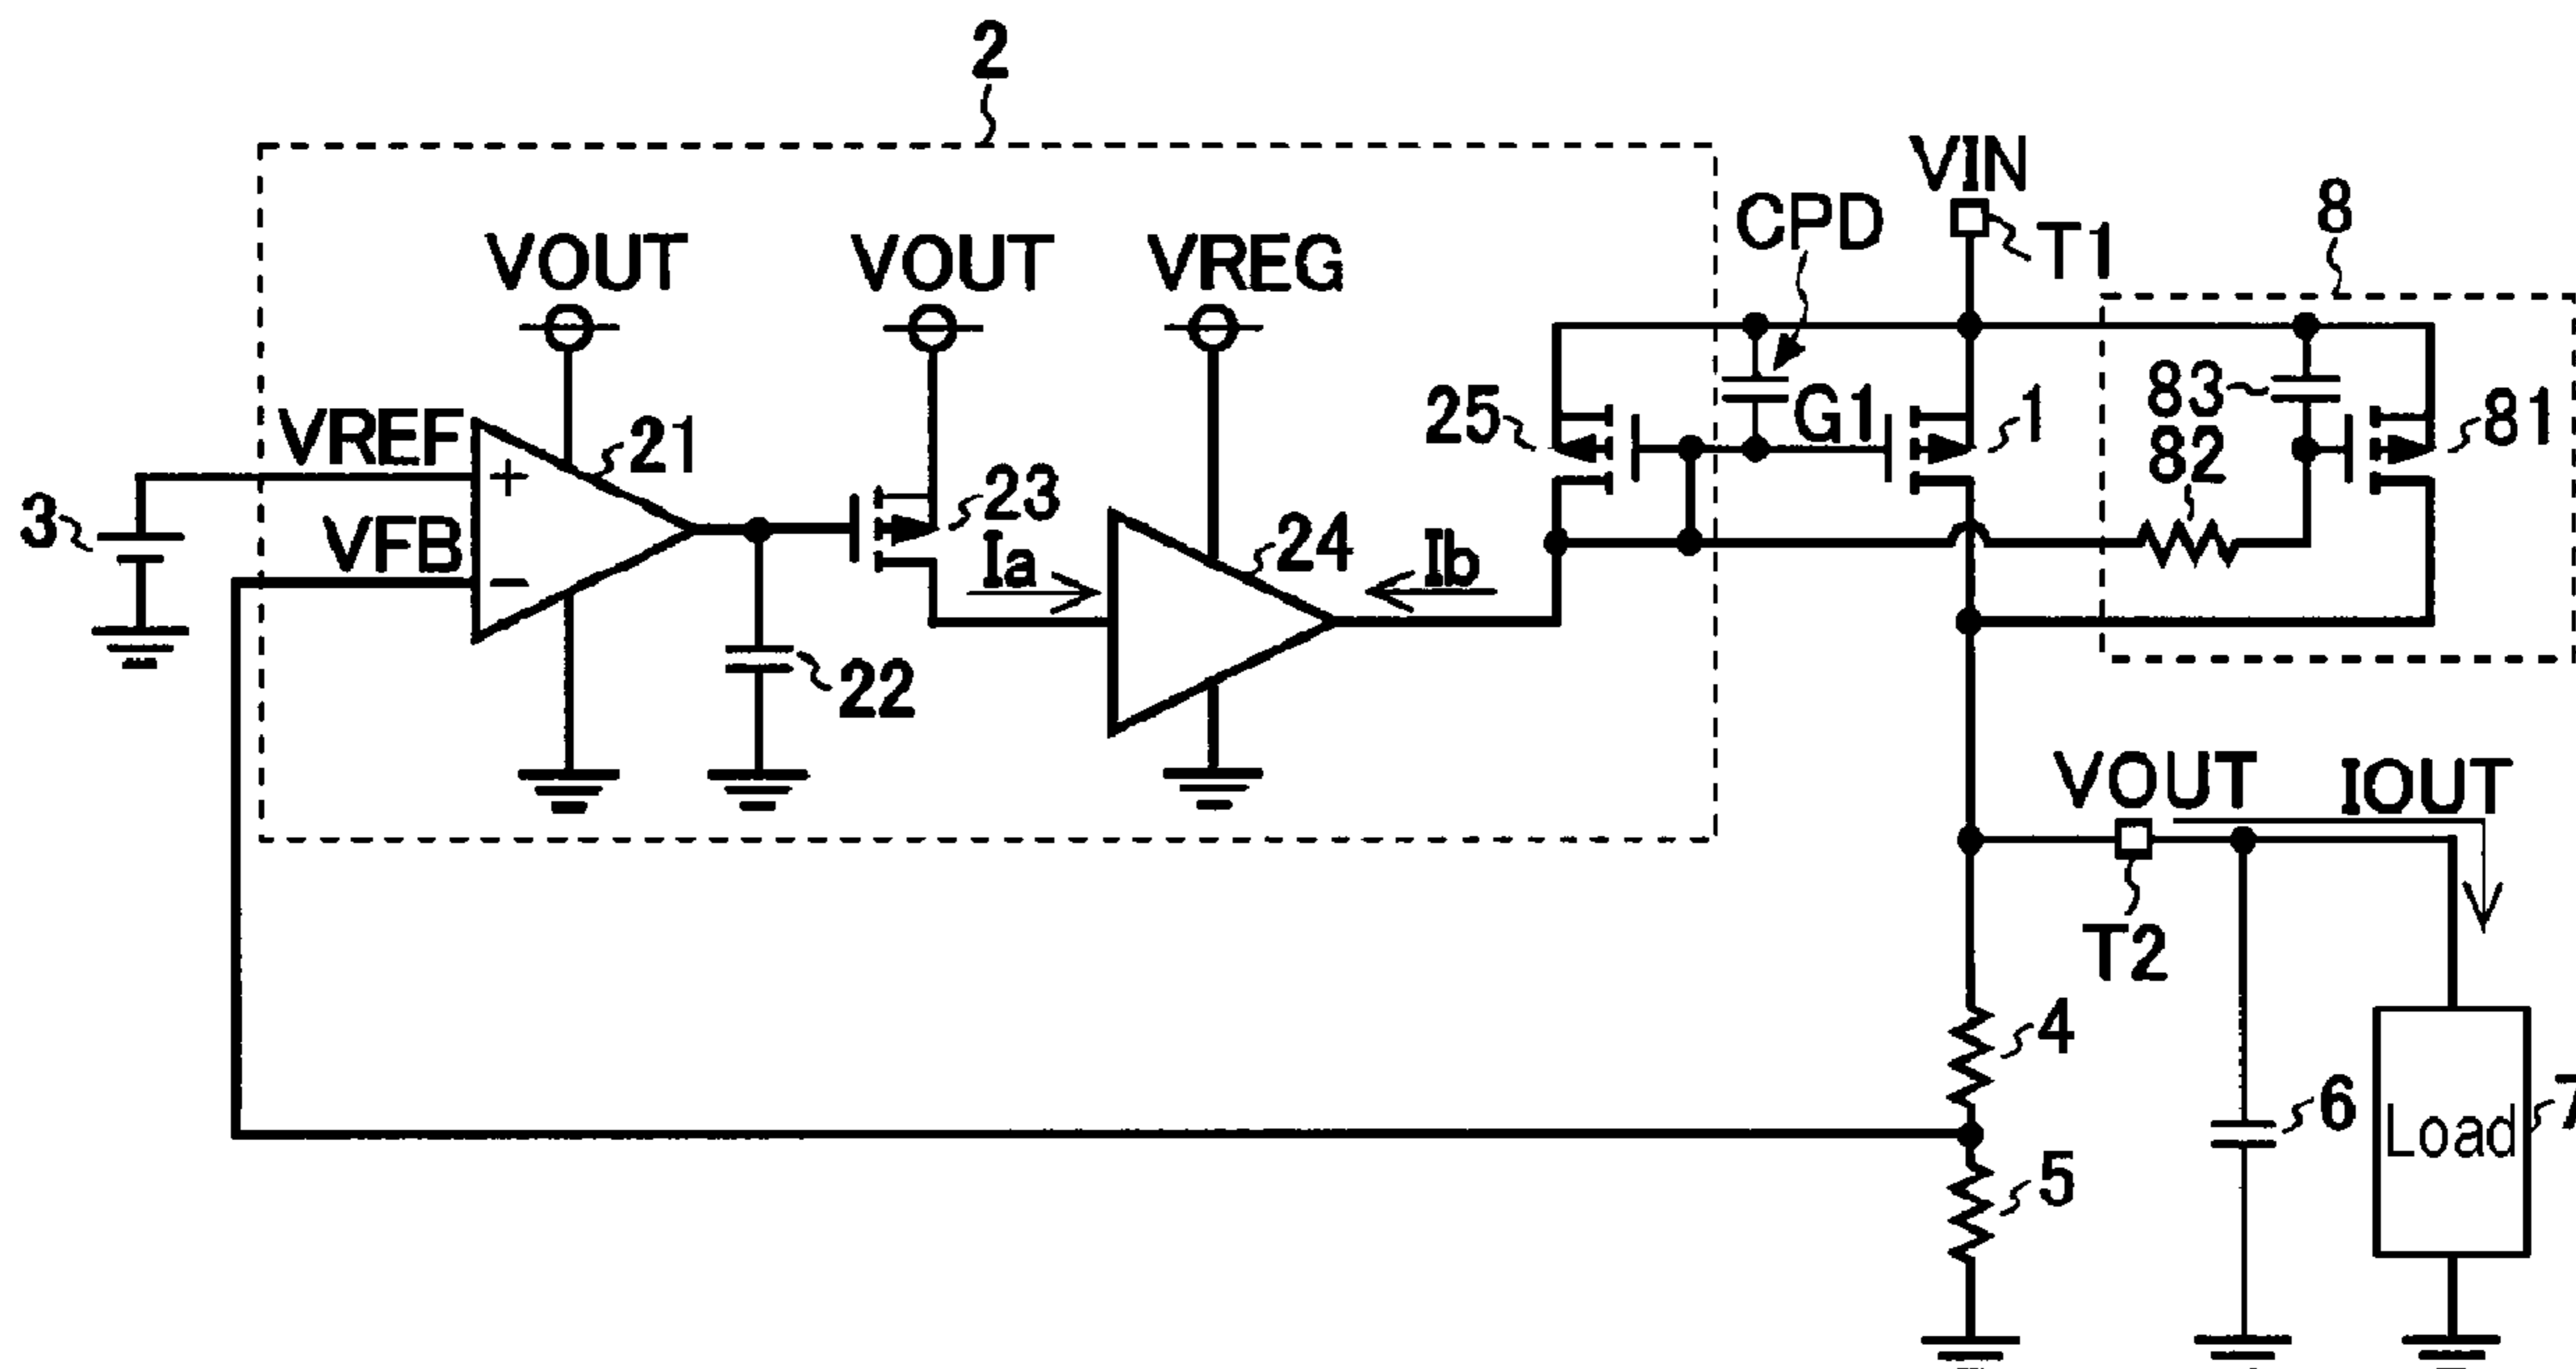 2
VIN
T1
8
CPD
VOUT
VOUT
VREG
VREF
+
21
3
VFB
−
23
Ia
24
Ib
25
G1
1
83
82
81
22
VOUT
IOUT
T2
4
5
6
Load
7